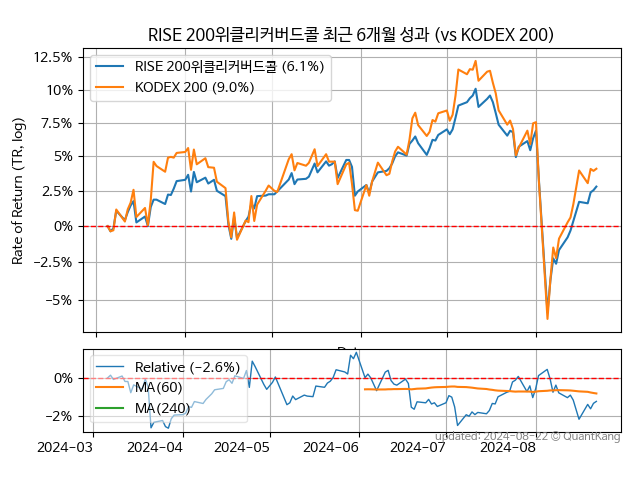 RISE 200위클리커버드콜 최근 6개월 성과 (vs KODEX 200)
12.5%
10%
7.5%
5%
2.5%
0%
−2.5%
−5%
Rate of Return (TR, log)
RISE 200위클리커버드콜 (6.1%)
KODEX 200 (9.0%)
0%
−2%
Relative (−2.6%)
MA(60)
MA(240)
2024−03
2024−04
2024−05
2024−06
2024−07
2024−08
updated: 2024−08−22 © QuantKang